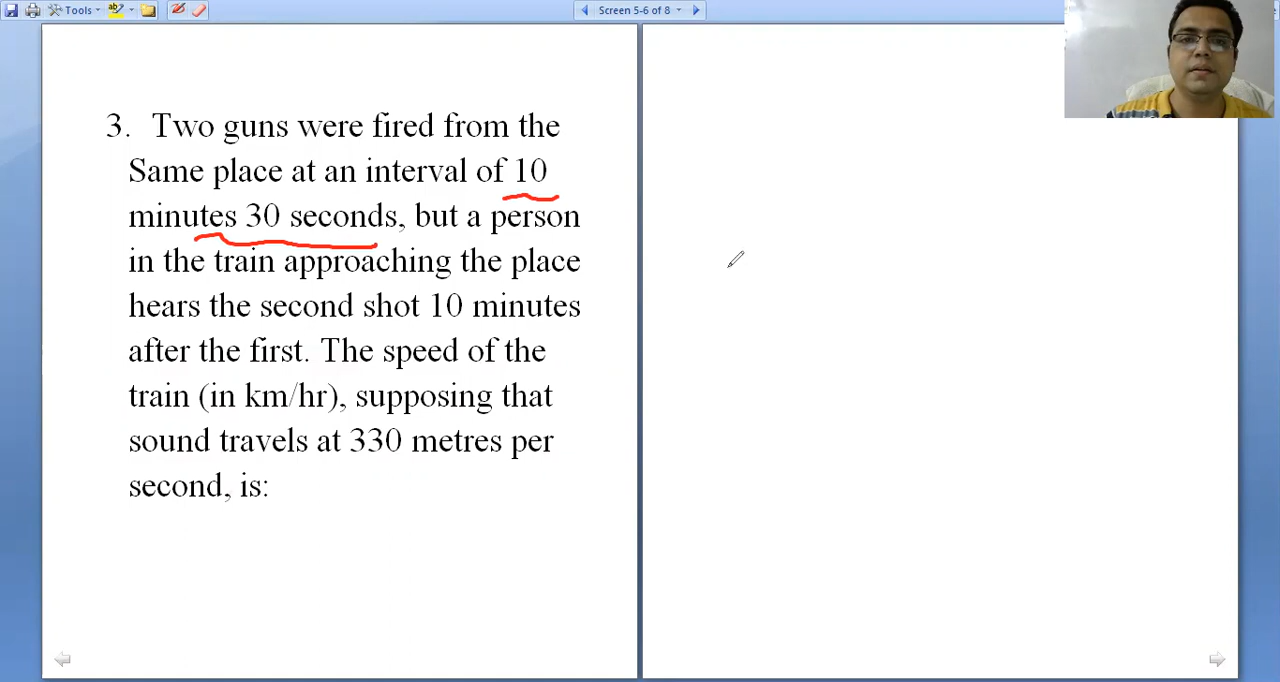 Tools
Screen 5-6 of 8
3. Two guns were fired from the
Same place at an interval of 10
minutes 30 seconds, but a person
in the train approaching the place
hears the second shot 10 minutes
after the first. The speed of the
train (in km/hr), supposing that
sound travels at 330 metres per
second, is: